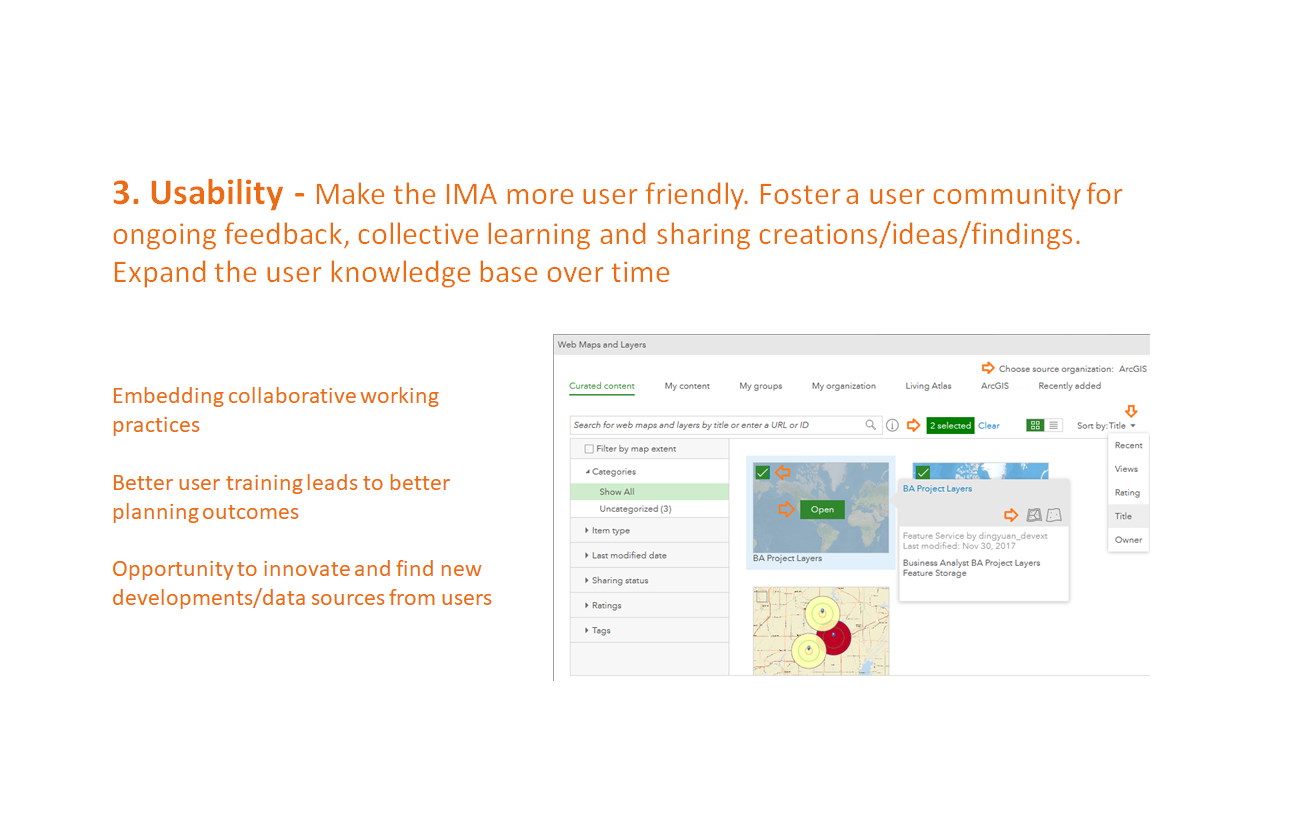 3. Usability - Make the IMA more user friendly. Foster a user community for
ongoing feedback, collective learning and sharing creations/ideas/findings.
Expand the user knowledge base over time
Embedding collaborative working
practices
Better user training leads to better
planning outcomes
Opportunity to innovate and find new
developments/data sources from users
Web Maps and Layers
Choose source organization: ArcGIS
Curated content My content My groups My organization Living Atlas ArcGIS Recently added
Search for web maps and layers by title or enter a URL or ID
2 selected Clear
Sort by: Title
Recent
Views
Rating
Title
Owner
Filter by map extent
Categories
Show All
Uncategorized (3)
Item type
Last modified date
Sharing status
Ratings
Tags
Open
BA Project Layers
BA Project Layers
Feature Service by dingyuan_devext
Last modified: Nov 30, 2017
Business Analyst BA Project Layers
Feature Storage